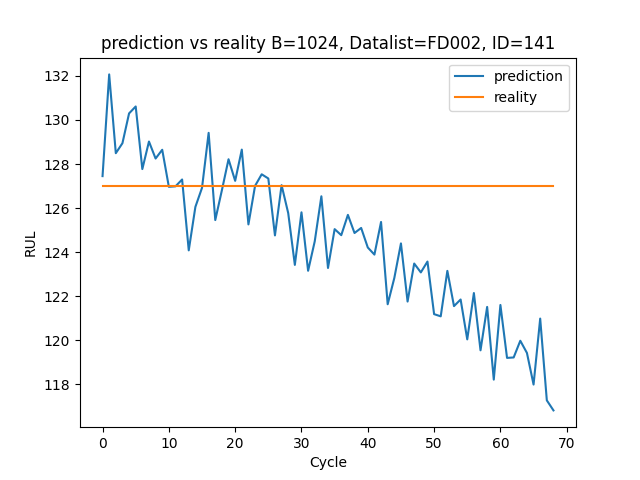 prediction vs reality B=1024, Datalist=FD002, ID=141
prediction
reality
RUL
132
130
128
126
124
122
120
118
0 10 20 30 40 50 60 70
Cycle